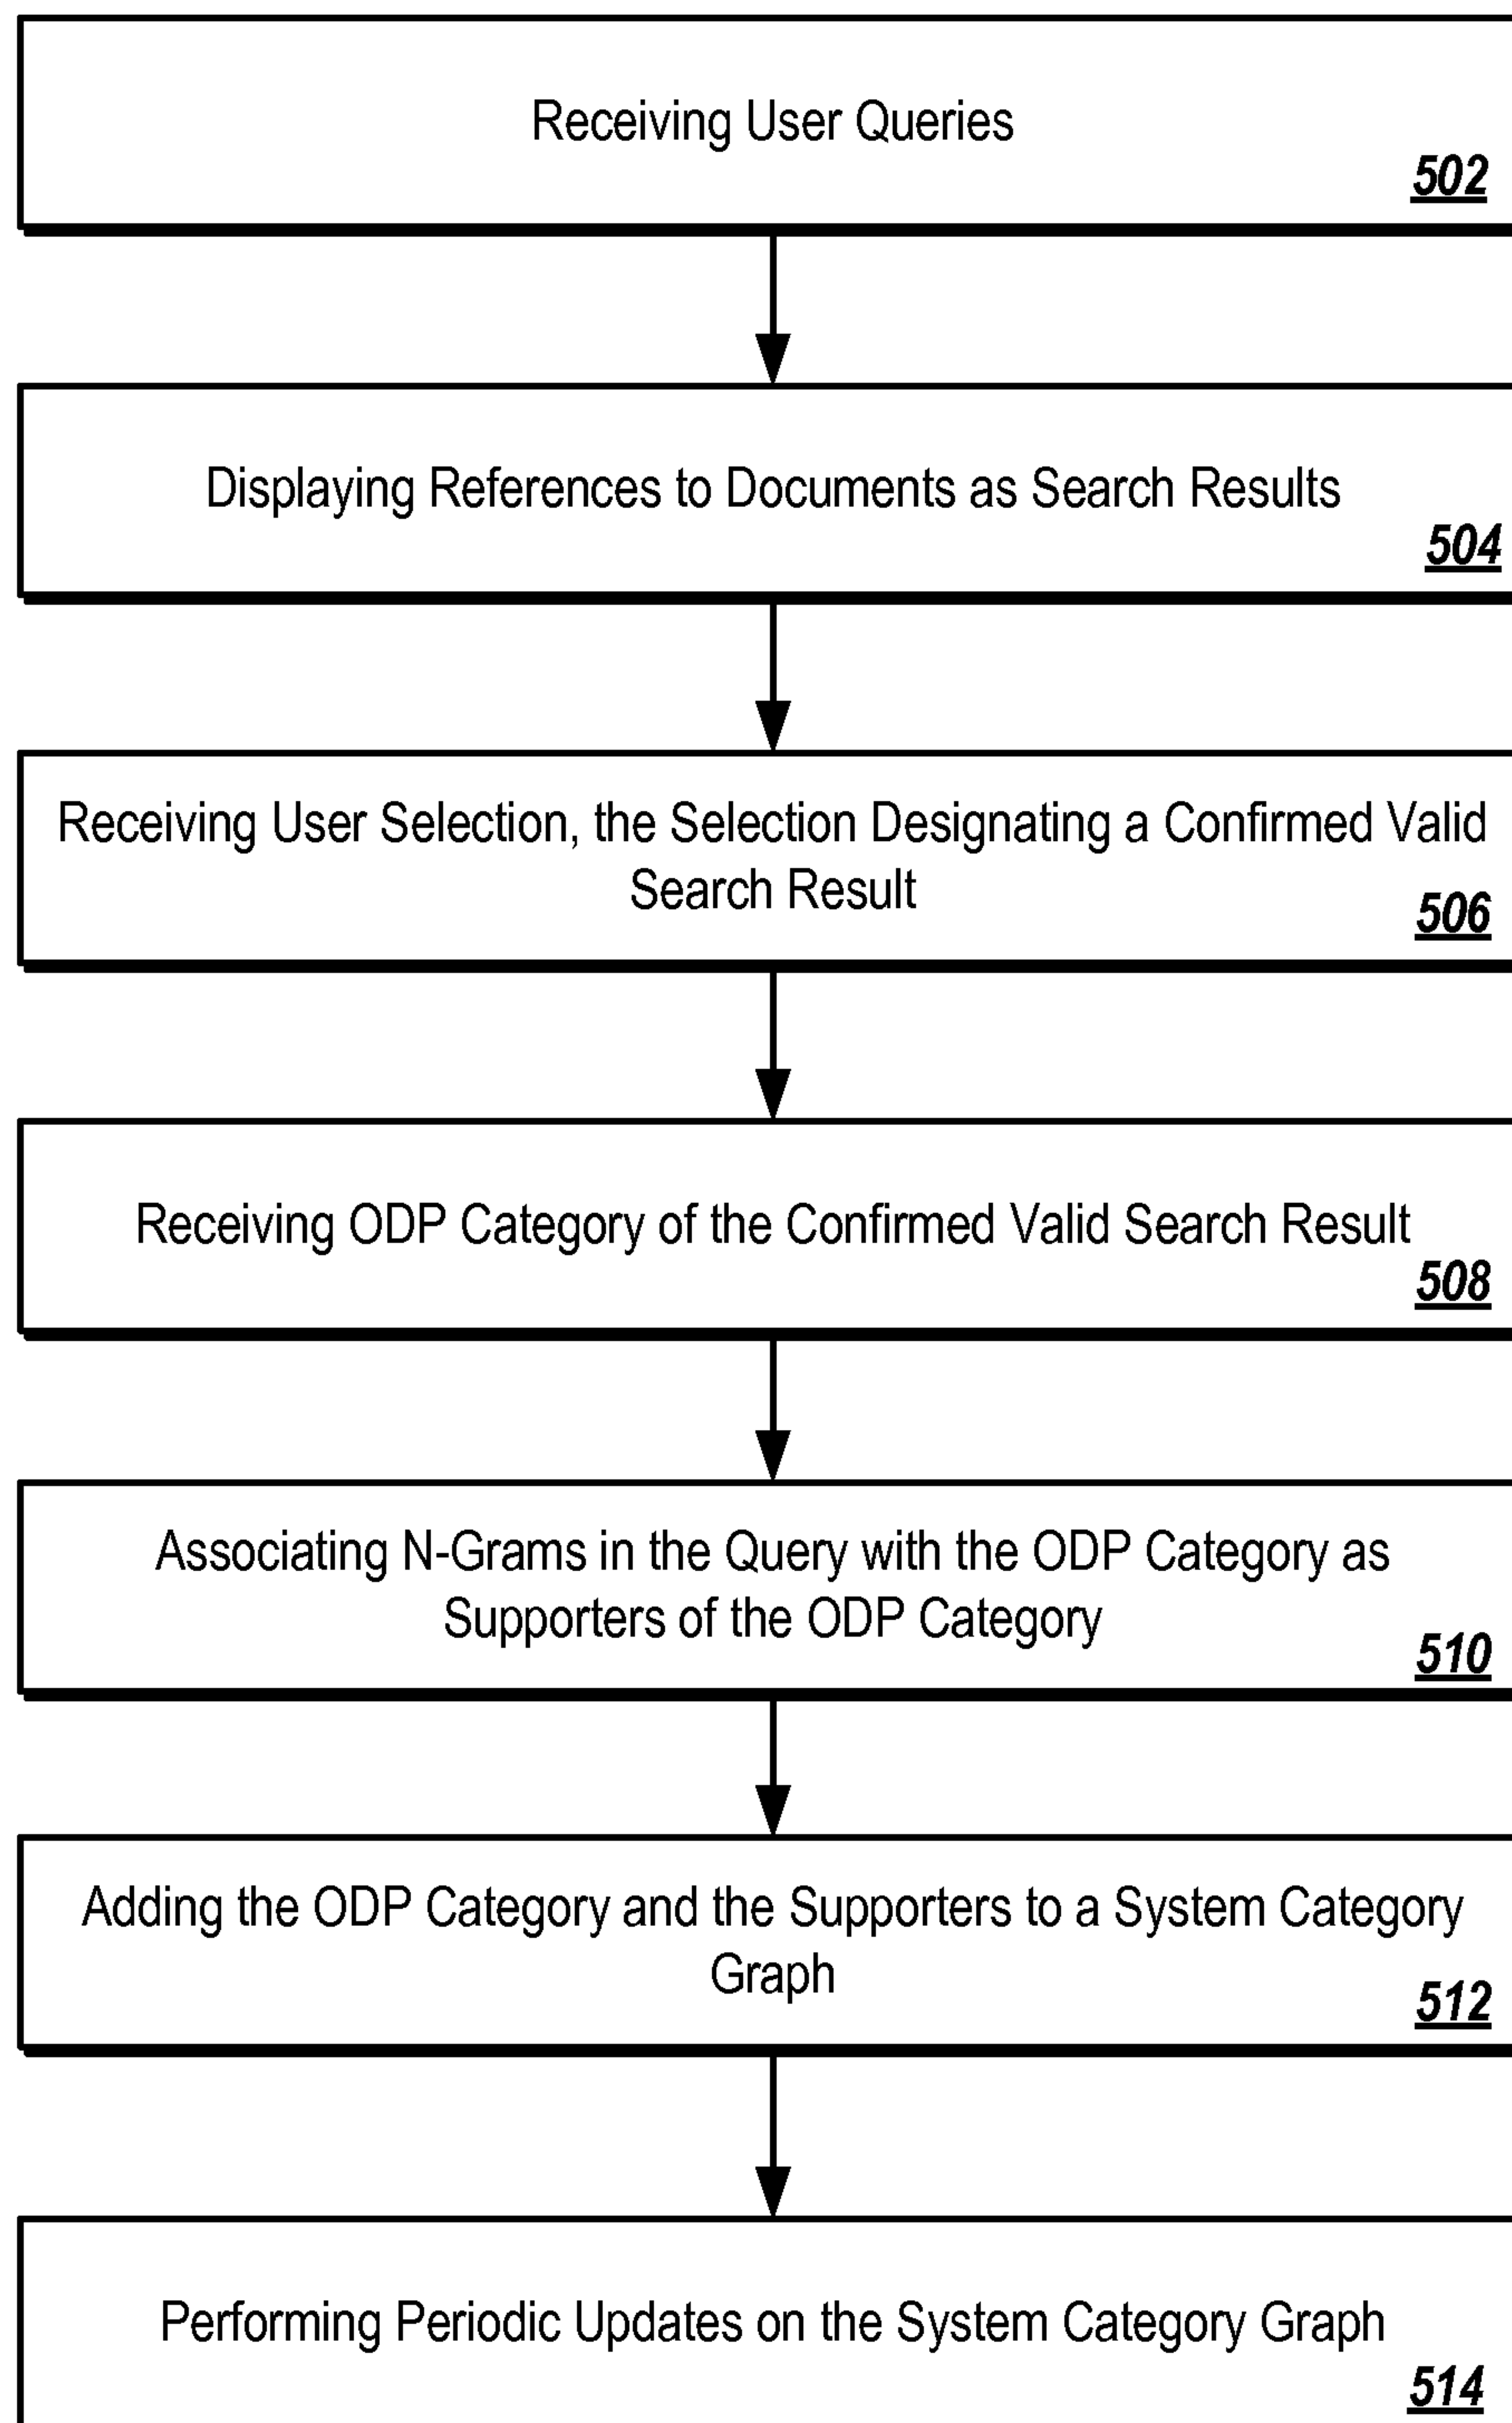 Receiving User Queries
502
Displaying References to Documents as Search Results
504
Receiving User Selection, the Selection Designating a Confirmed Valid
Search Result
506
Receiving ODP Category of the Confirmed Valid Search Result
508
Associating N-Grams in the Query with the ODP Category as
Supporters of the ODP Category
510
Adding the ODP Category and the Supporters to a System Category
Graph
512
Performing Periodic Updates on the System Category Graph
514